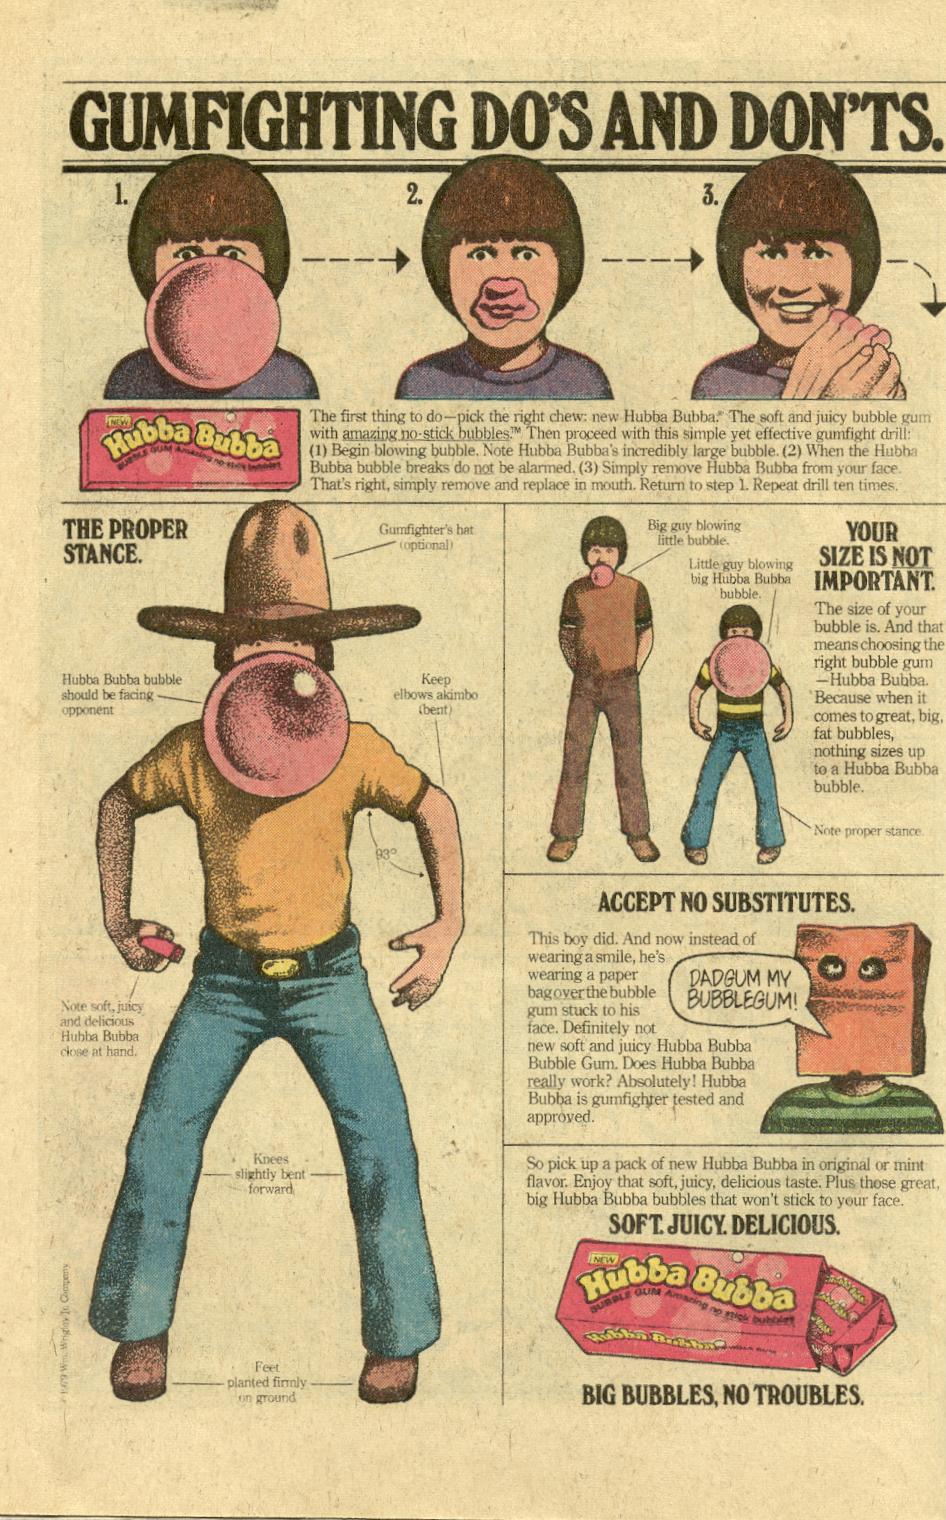 GUMFIGHTING DO'S AND DON'TS.
1.
2.
3.
NEW
Hubba Bubba
BUBBLE GUM Amazing no-stick bubbles
The first thing to do—pick the right chew: new Hubba Bubba.® The soft and juicy bubble gum
with amazing no-stick bubbles.™ Then proceed with this simple yet effective gumfight drill:
(1) Begin blowing bubble. Note Hubba Bubba's incredibly large bubble. (2) When the Hubba
Bubba bubble breaks do not be alarmed. (3) Simply remove Hubba Bubba from your face.
That's right, simply remove and replace in mouth. Return to step 1. Repeat drill ten times.
THE PROPER
STANCE.
Gumfighter's hat
(optional)
Hubba Bubba bubble
should be facing
opponent
Keep
elbows akimbo
(bent)
93°
Note soft, juicy
and delicious
Hubba Bubba
close at hand.
Knees
slightly bent
forward
Feet
planted firmly
on ground
1979 Wm. Wrigley Jr. Company
Big guy blowing
little bubble.
Little guy blowing
big Hubba Bubba
bubble.
YOUR
SIZE IS NOT
IMPORTANT.
The size of your
bubble is. And that
means choosing the
right bubble gum
—Hubba Bubba.
Because when it
comes to great, big,
fat bubbles,
nothing sizes up
to a Hubba Bubba
bubble.
Note proper stance.
ACCEPT NO SUBSTITUTES.
This boy did. And now instead of
wearing a smile, he's
wearing a paper
bag over the bubble
gum stuck to his
face. Definitely not
new soft and juicy Hubba Bubba
Bubble Gum. Does Hubba Bubba
really work? Absolutely! Hubba
Bubba is gumfighter tested and
approved.
DADGUM MY
BUBBLEGUM!
So pick up a pack of new Hubba Bubba in original or mint
flavor. Enjoy that soft, juicy, delicious taste. Plus those great,
big Hubba Bubba bubbles that won't stick to your face.
SOFT. JUICY. DELICIOUS.
NEW
Hubba Bubba
BUBBLE GUM Amazing no stick bubbles
Hubba Bubba
BIG BUBBLES, NO TROUBLES.